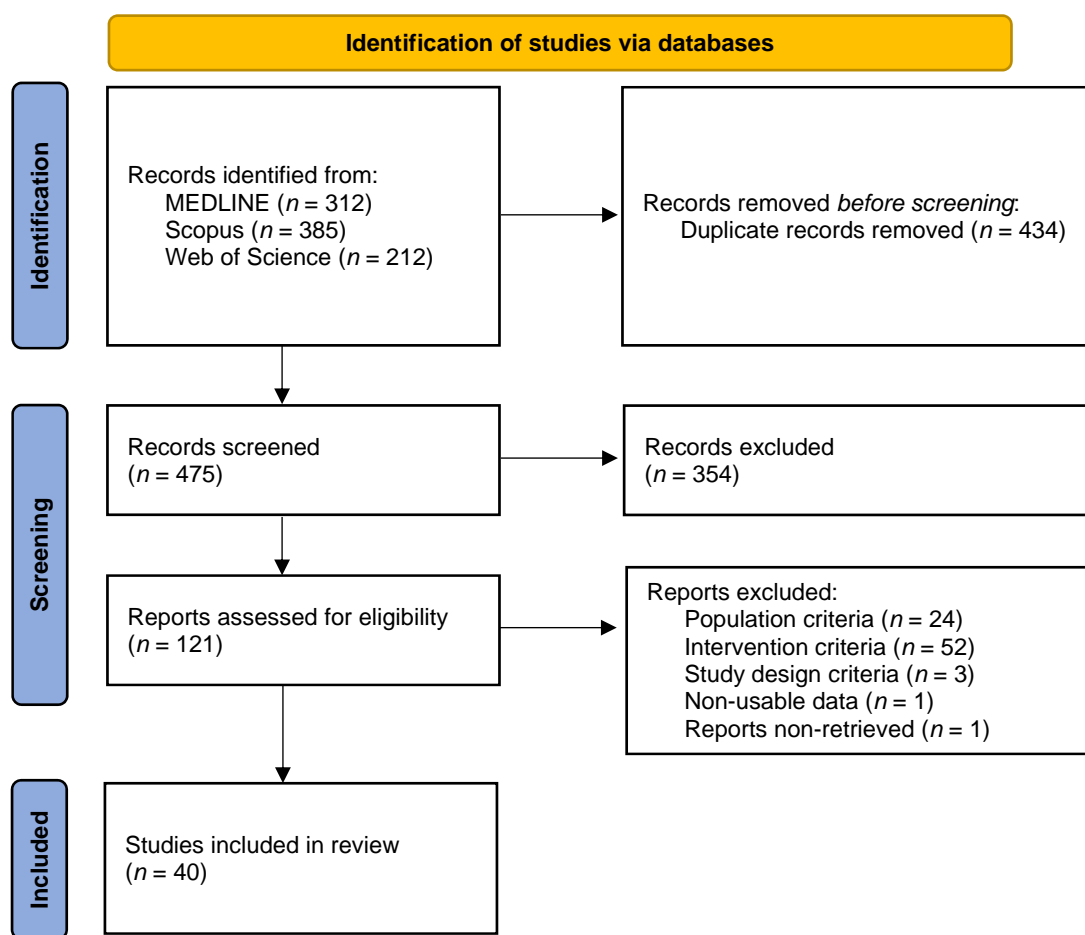 Identification of studies via databases
Identification
Records identified from:
MEDLINE (n = 312)
Scopus (n = 385)
Web of Science (n = 212)
Records removed before screening:
Duplicate records removed (n = 434)
Screening
Records screened
(n = 475)
Records excluded
(n = 354)
Reports assessed for eligibility
(n = 121)
Reports excluded:
Population criteria (n = 24)
Intervention criteria (n = 52)
Study design criteria (n = 3)
Non-usable data (n = 1)
Reports non-retrieved (n = 1)
Included
Studies included in review
(n = 40)